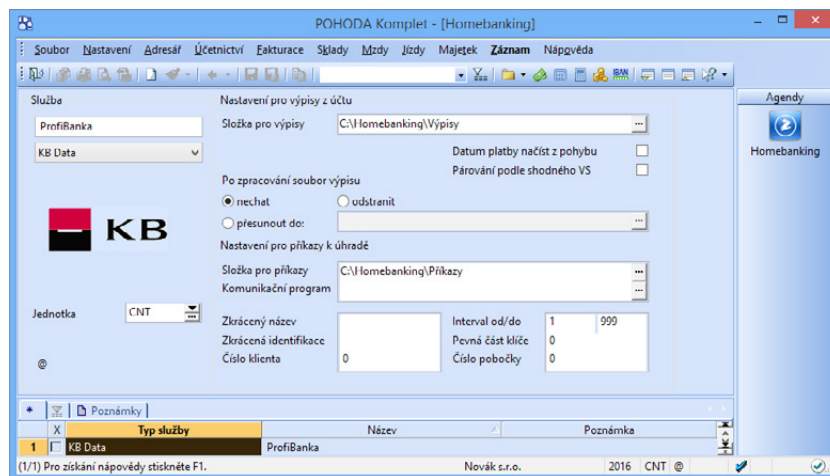 POHODA Komplet - [Homebanking]
Soubor Nastavení Adresář Účetnictví Fakturace Sklady Mzdy Jízdy Majetek Záznam Nápověda
IBAN
Služba
ProfiBanka
KB Data
KB
Jednotka CNT
@
Nastavení pro výpisy z účtu
Složka pro výpisy C:\Homebanking\Výpisy ...
Datum platby načíst z pohybu
Párování podle shodného VS
Po zpracování soubor výpisu
nechat odstranit
přesunout do: ...
Nastavení pro příkazy k úhradě
Složka pro příkazy C:\Homebanking\Příkazy ...
Komunikační program ...
Zkrácený název Interval od/do 1 999
Zkrácená identifikace Pevná část klíče 0
Číslo klienta 0 Číslo pobočky 0
Agendy
Homebanking
* Poznámky
X Typ služby Název Poznámka
1 KB Data ProfiBanka
(1/1) Pro získání nápovědy stiskněte F1. Novák s.r.o. 2016 CNT @